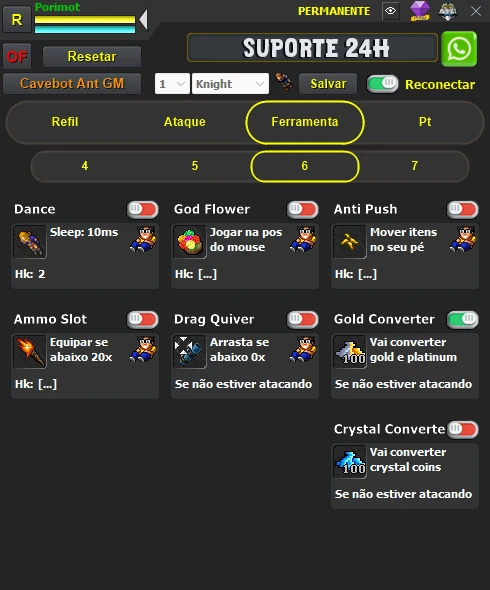 Porimot
R
PERMANENTE
SUPORTE 24H
OF
Resetar
Cavebot Ant GM
1
Knight
Salvar
Reconectar
Refil
Ataque
Ferramenta
Pt
4
5
6
7
Dance
Sleep: 10ms
Hk: 2
God Flower
Jogar na pos
do mouse
Hk: [...]
Anti Push
Mover itens
no seu pé
Hk: [...]
Ammo Slot
Equipar se
abaixo 20x
Hk: [...]
Drag Quiver
Arrasta se
abaixo 0x
Se não estiver atacando
Gold Converter
100
Vai converter
gold e platinum
Se não estiver atacando
Crystal Converte
100
Vai converter
crystal coins
Se não estiver atacando